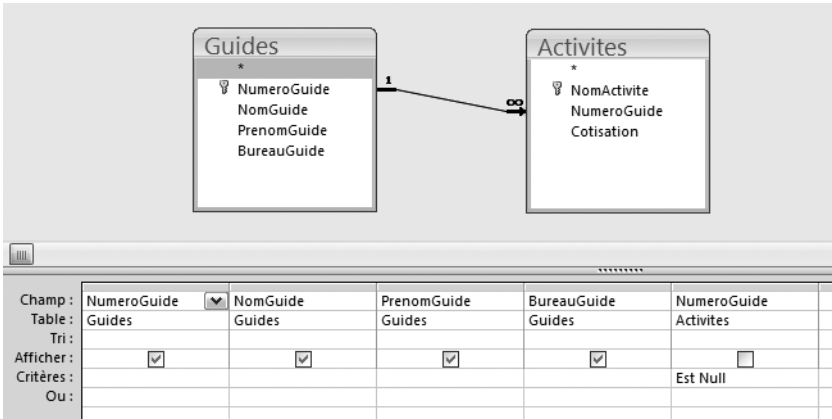 Guides
*
NumeroGuide
NomGuide
PrenomGuide
BureauGuide
1
∞
Activites
*
NomActivite
NumeroGuide
Cotisation
Champ : NumeroGuide NomGuide PrenomGuide BureauGuide NumeroGuide
Table : Guides Guides Guides Guides Activites
Tri :
Afficher :
Critères : Est Null
Ou :